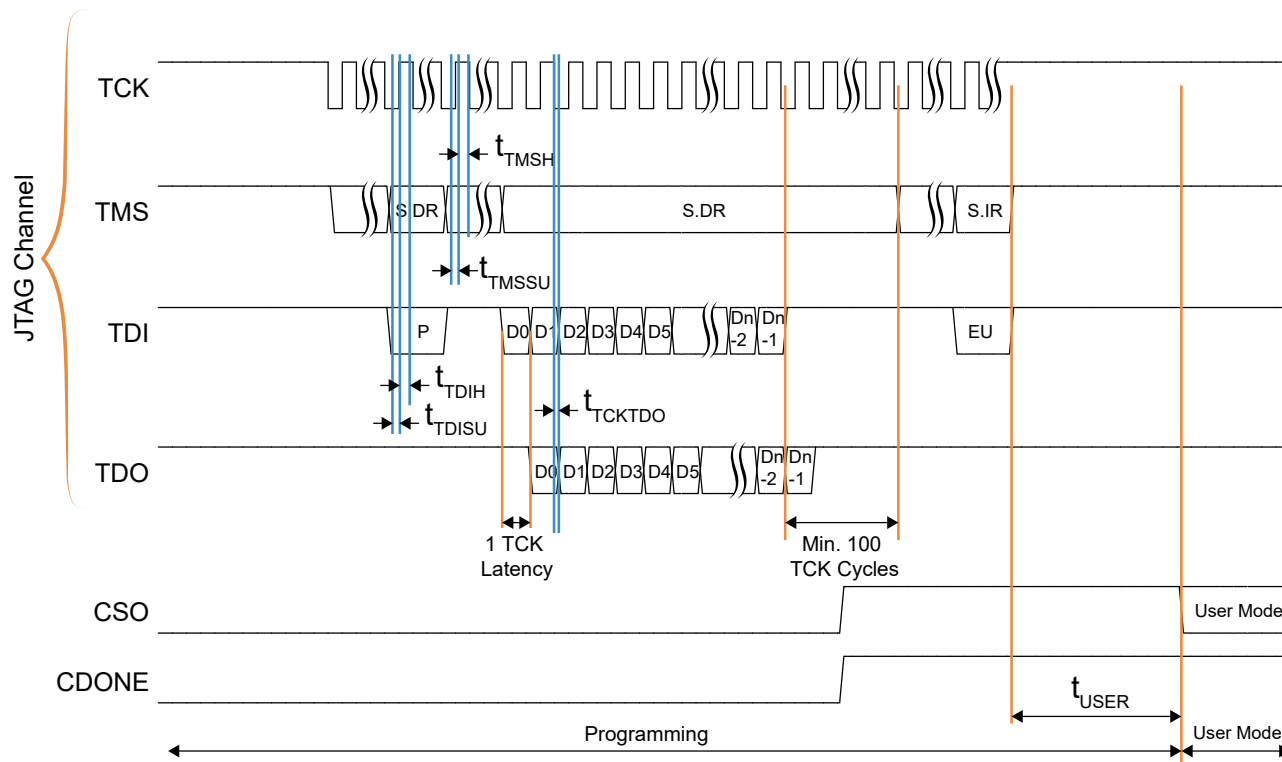 JTAG Channel
TCK
t TMSH
TMS
S.DR
S.DR
S.IR
t TMSSU
TDI
P
D0 D1 D2 D3 D4 D5
Dn
-2
Dn
-1
EU
t TDIH
t TDISU
t TCKTDO
TDO
D0 D1 D2 D3 D4 D5
Dn
-2
Dn
-1
1 TCK
Latency
Min. 100
TCK Cycles
CSO
User Mode
CDONE
t USER
Programming
User Mode